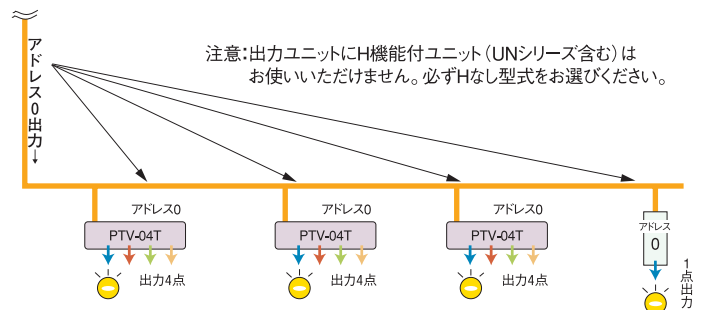 アドレス0出力↓
注意:出力ユニットにH機能付ユニット(UNシリーズ含む)は
お使いいただけません。必ずHなし型式をお選びください。
アドレス0
PTV-04T
出力4点
アドレス0
PTV-04T
出力4点
アドレス0
PTV-04T
出力4点
アドレス
0
1点出力